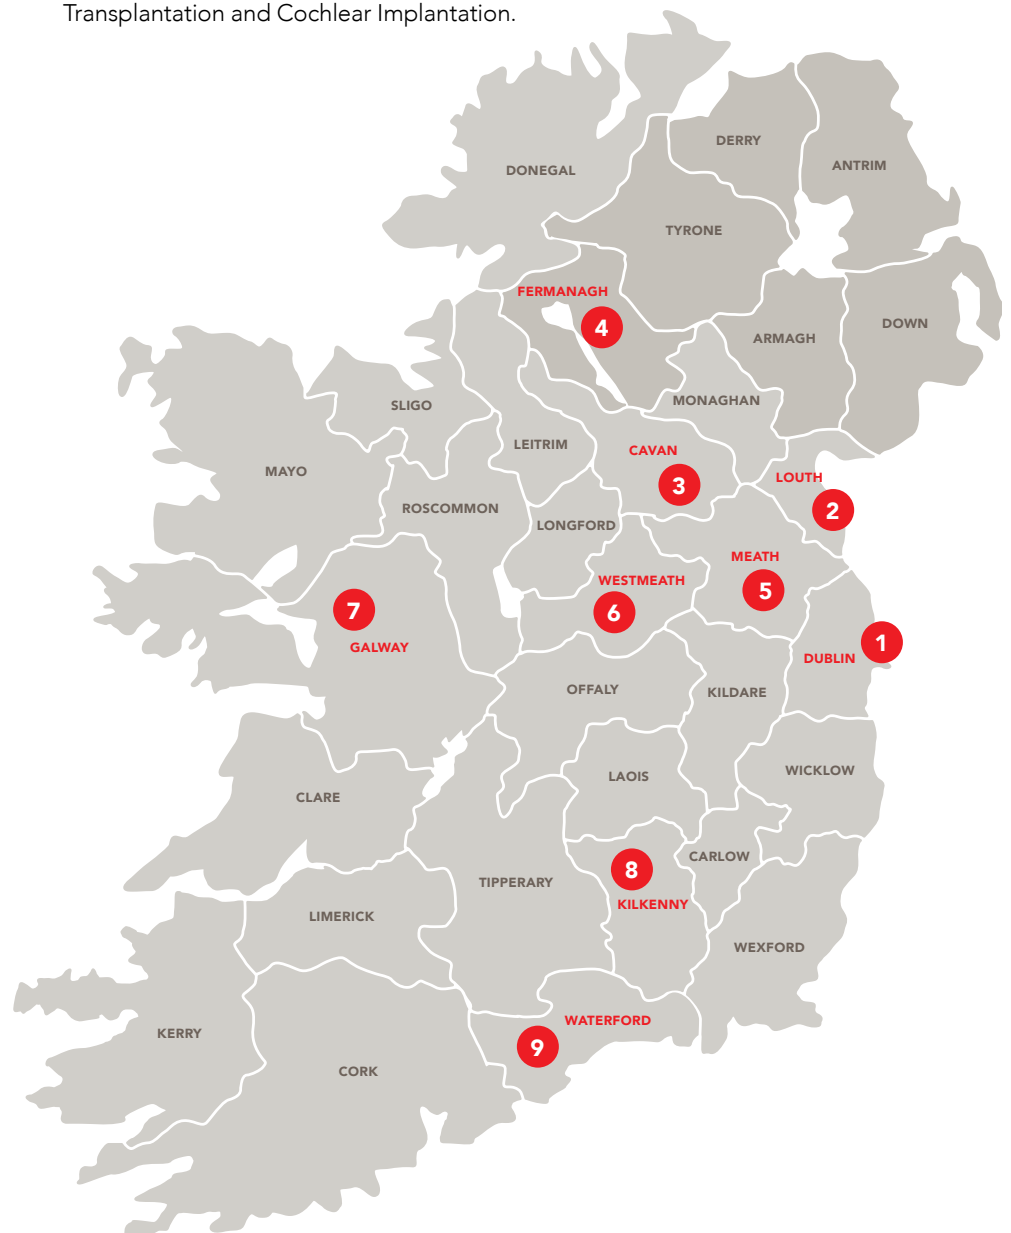 Transplantation and Cochlear Implantation.
DERRY
ANTRIM
DONEGAL
TYRONE
FERMANAGH
4
DOWN
ARMAGH
MONAGHAN
SLIGO
LEITRIM
CAVAN
3
LOUTH
2
MAYO
ROSCOMMON
LONGFORD
MEATH
5
WESTMEATH
6
7
GALWAY
1
DUBLIN
OFFALY
KILDARE
LAOIS
WICKLOW
CLARE
CARLOW
8
KILKENNY
TIPPERARY
LIMERICK
WEXFORD
WATERFORD
9
KERRY
CORK